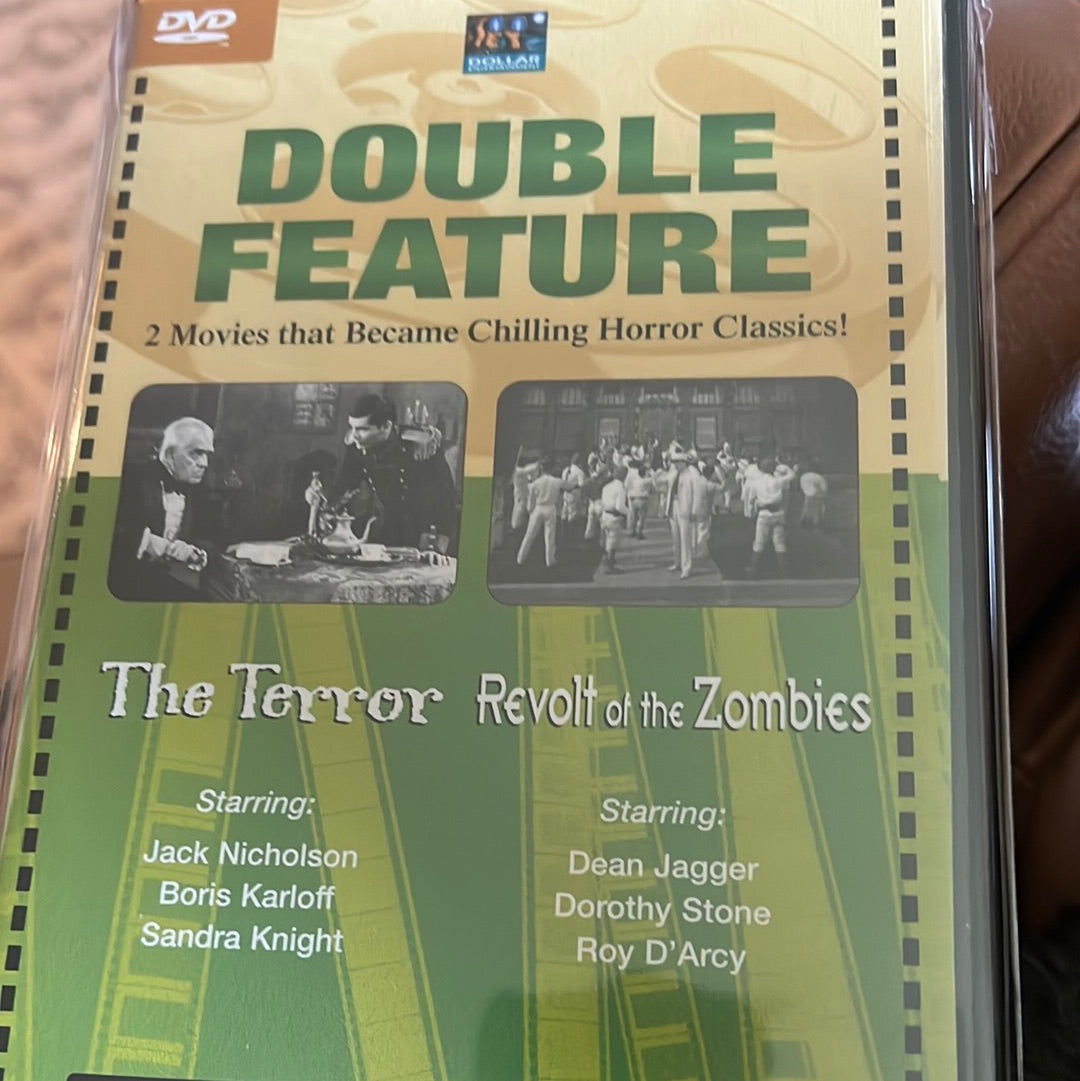 DVD
DOLLAR
DOUBLE
FEATURE
2 Movies that Became Chilling Horror Classics!
The Terror
Revolt of the Zombies
Starring:
Jack Nicholson
Boris Karloff
Sandra Knight
Starring:
Dean Jagger
Dorothy Stone
Roy D'Arcy